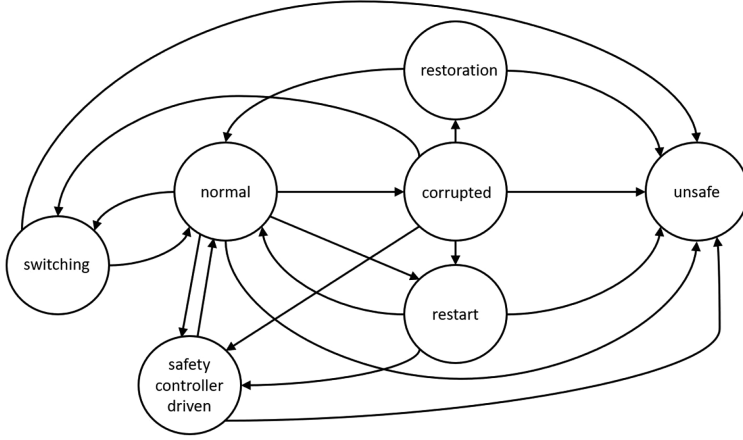 restoration
normal
corrupted
unsafe
switching
restart
safety
controller
driven